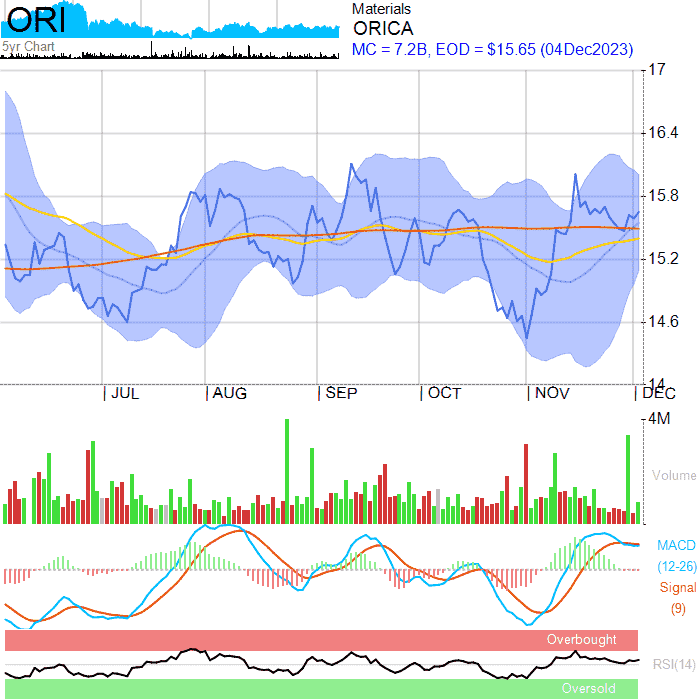 ORI
5yr Chart
Materials
ORICA
MC = 7.2B, EOD = $15.65 (04Dec2023)
17
16.4
15.8
15.2
14.6
14
JUL AUG SEP OCT NOV DEC
4M
Volume
MACD
(12-26)
Signal
(9)
Overbought
RSI(14)
Oversold